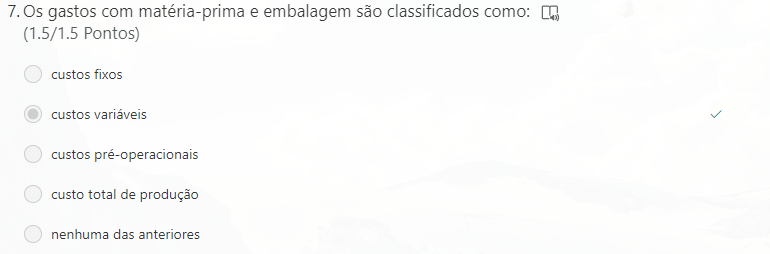 7. Os gastos com matéria-prima e embalagem são classificados como:
(1.5/1.5 Pontos)
custos fixos
custos variáveis
custos pré-operacionais
custo total de produção
nenhuma das anteriores